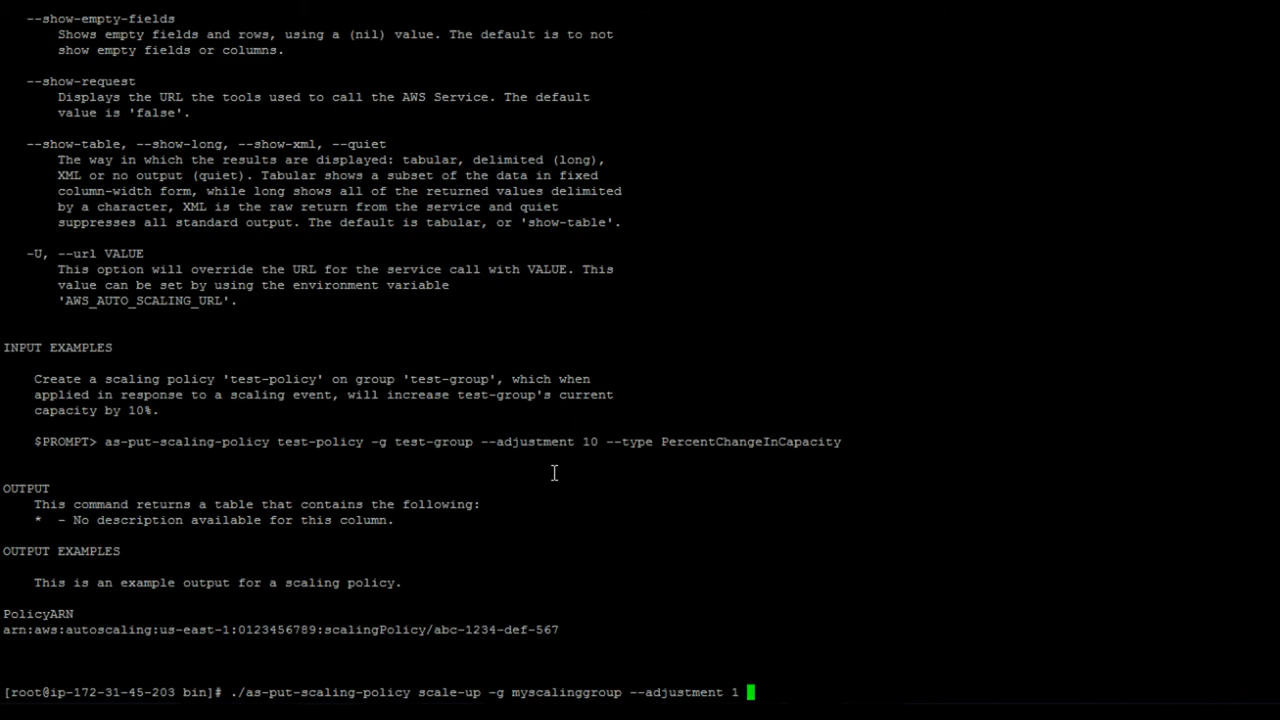 --show-empty-fields
Shows empty fields and rows, using a (nil) value. The default is to not
show empty fields or columns.
--show-request
Displays the URL the tools used to call the AWS Service. The default
value is 'false'.
--show-table, --show-long, --show-xml, --quiet
The way in which the results are displayed: tabular, delimited (long),
XML or no output (quiet). Tabular shows a subset of the data in fixed
column-width form, while long shows all of the returned values delimited
by a character, XML is the raw return from the service and quiet
suppresses all standard output. The default is tabular, or 'show-table'.
-U, --url VALUE
This option will override the URL for the service call with VALUE. This
value can be set by using the environment variable
'AWS_AUTO_SCALING_URL'.
INPUT EXAMPLES
Create a scaling policy 'test-policy' on group 'test-group', which when
applied in response to a scaling event, will increase test-group's current
capacity by 10%.
$PROMPT> as-put-scaling-policy test-policy -g test-group --adjustment 10 --type PercentChangeInCapacity
OUTPUT
This command returns a table that contains the following:
* - No description available for this column.
OUTPUT EXAMPLES
This is an example output for a scaling policy.
PolicyARN
arn:aws:autoscaling:us-east-1:0123456789:scalingPolicy/abc-1234-def-567
[root@ip-172-31-45-203 bin]# ./as-put-scaling-policy scale-up -g myscalinggroup --adjustment 1